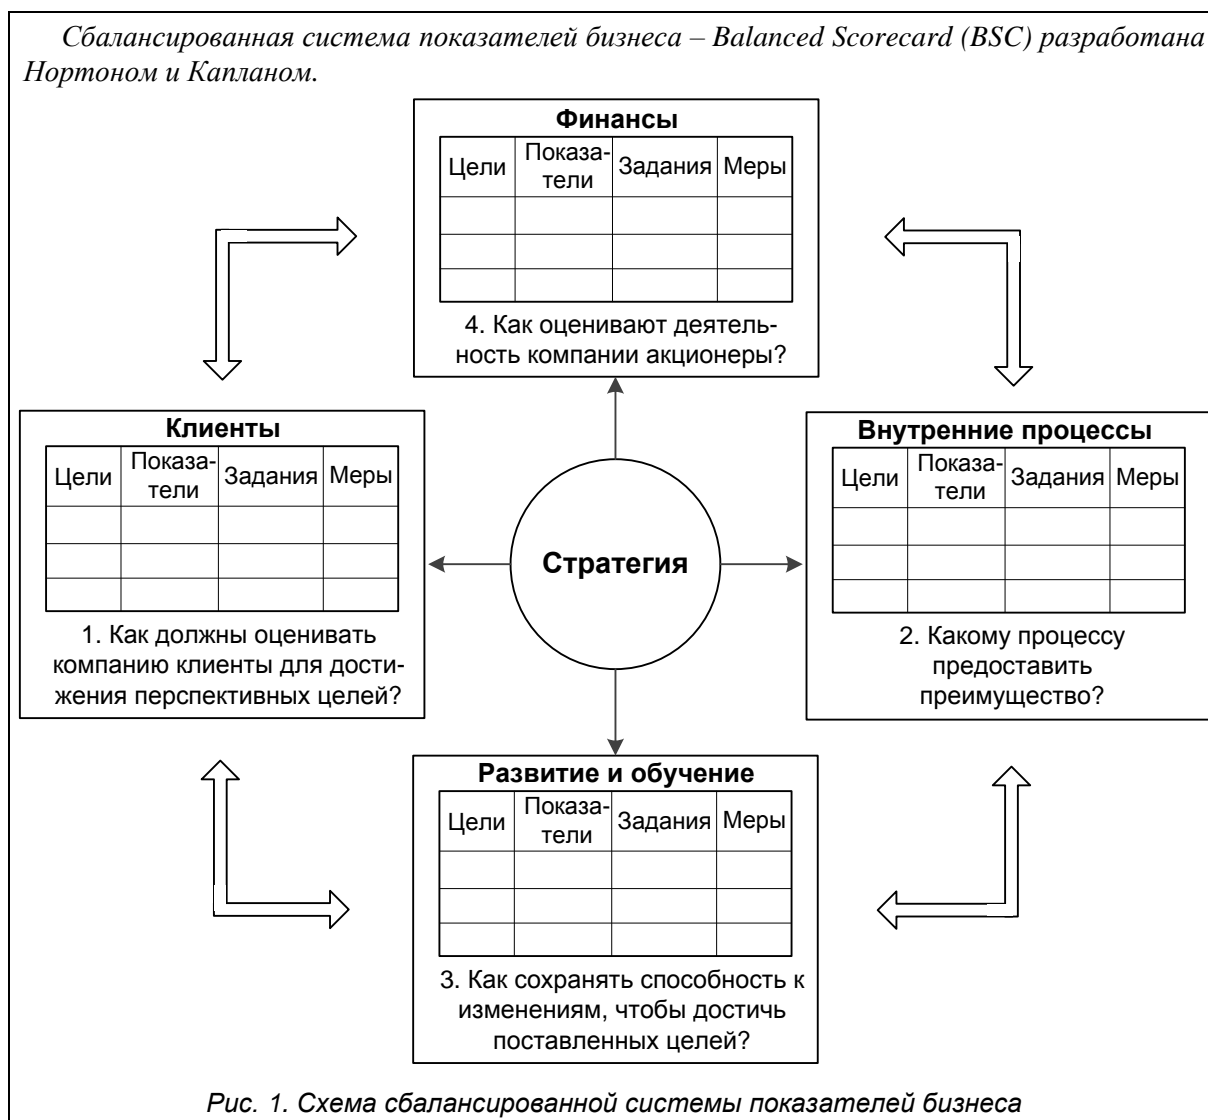 Сбалансированная система показателей бизнеса – Balanced Scorecard (BSC) разработана
Нортоном и Капланом.
Финансы
Цели Показа- Задания Меры
тели
4. Как оценивают деятель-
ность компании акционеры?
Клиенты
Цели Показа- Задания Меры
тели
1. Как должны оценивать
компанию клиенты для дости-
жения перспективных целей?
Стратегия
Внутренние процессы
Цели Показа- Задания Меры
тели
2. Какому процессу
предоставить
преимущество?
Развитие и обучение
Цели Показа- Задания Меры
тели
3. Как сохранять способность к
изменениям, чтобы достичь
поставленных целей?
Рис. 1. Схема сбалансированной системы показателей бизнеса